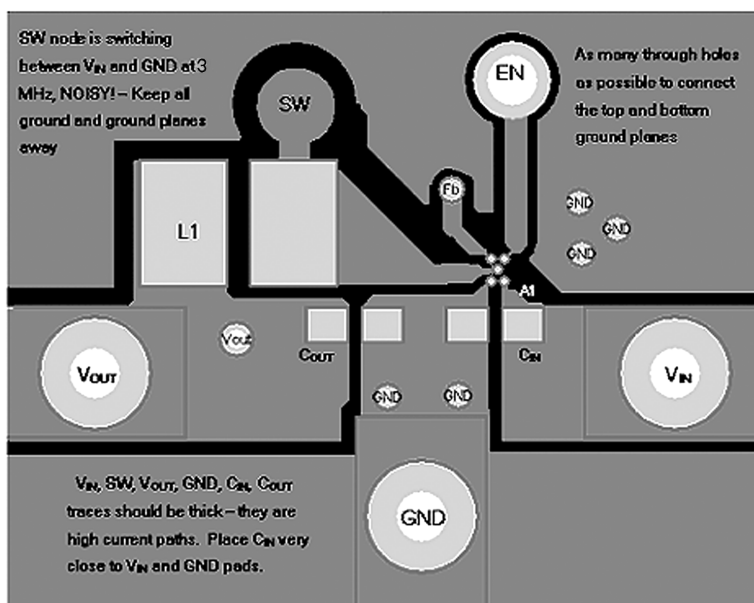 SW node is switching
between VIN and GND at 3
MHz, NOISY! – Keep all
ground and ground planes
away
SW
EN
As many through holes
as possible to connect
the top and bottom
ground planes
Fb
GND
GND
GND
L1
A1
Vout
COUT
CIN
VOUT
VIN
GND
GND
VIN, SW, VOUT, GND, CIN, COUT
traces should be thick – they are
high current paths. Place CIN very
close to VIN and GND pads.
GND